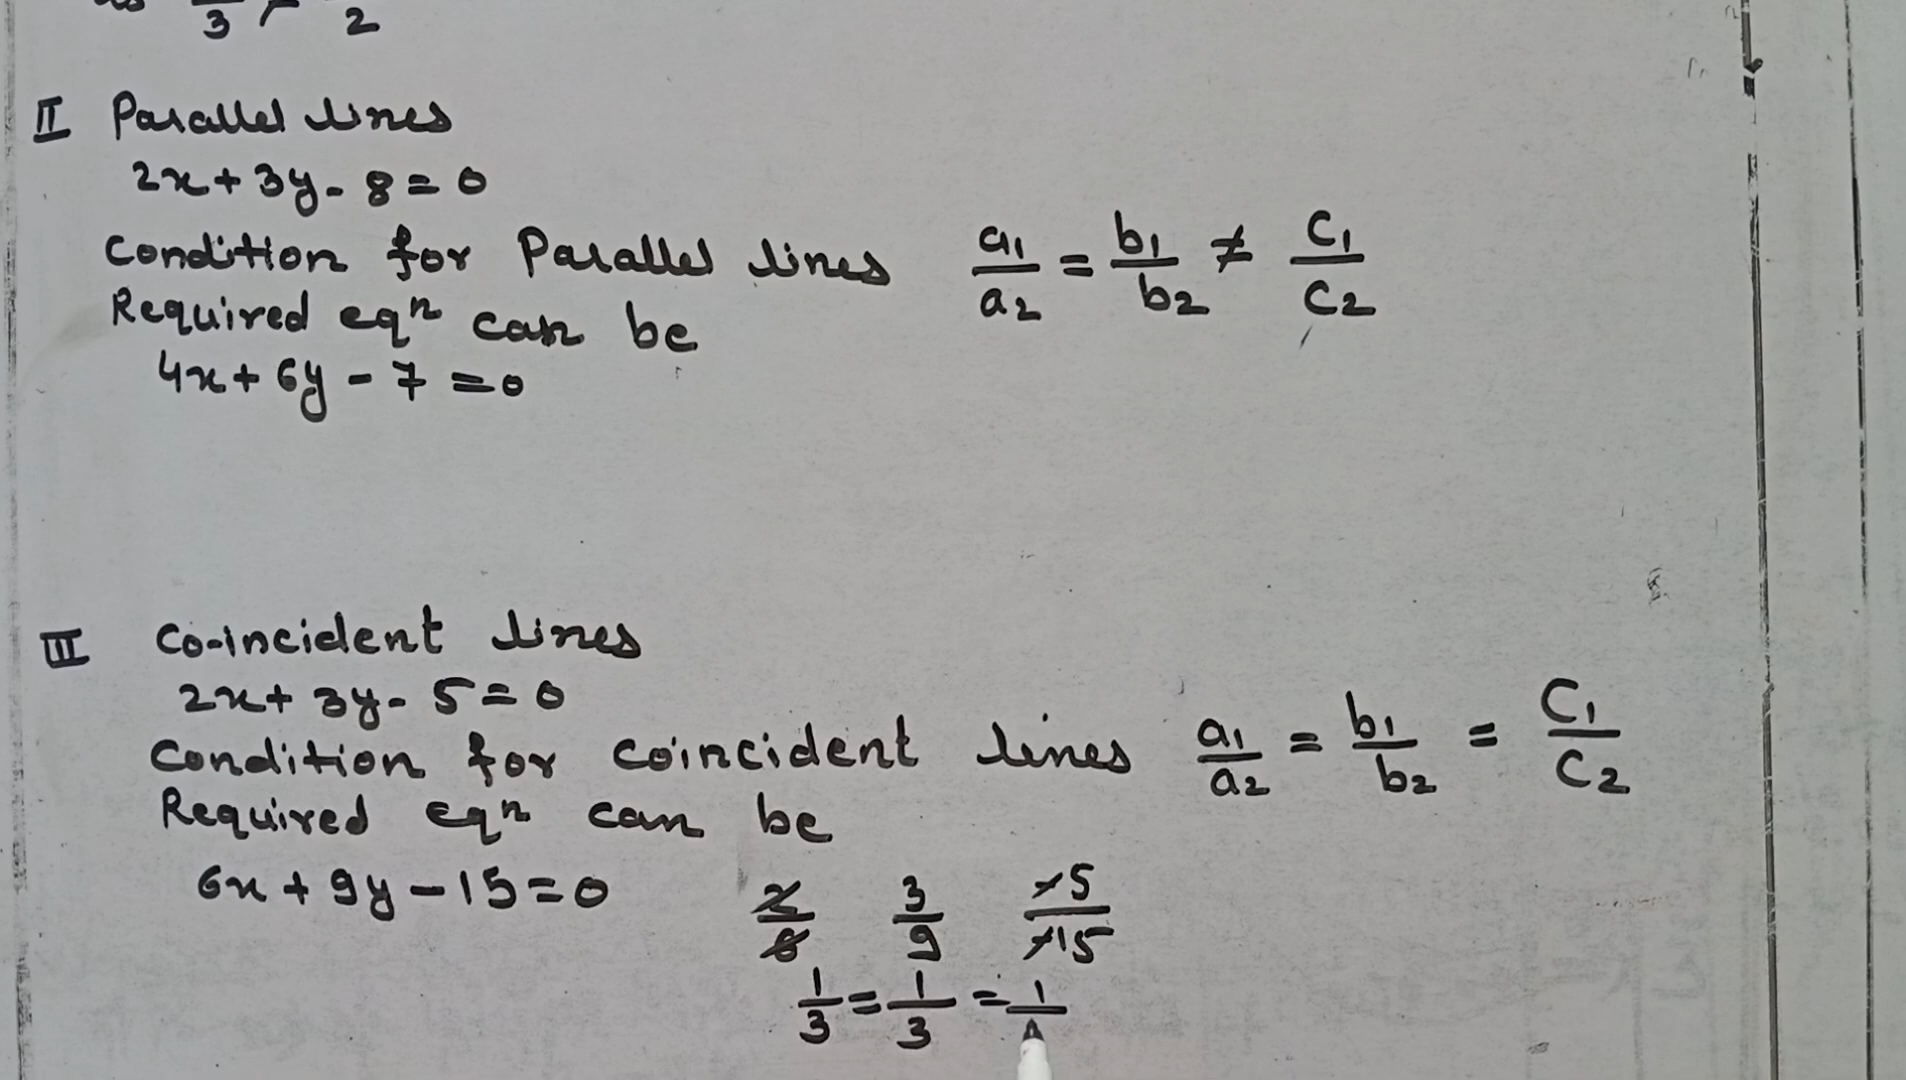 3 2
II Parallel lines
2x+3y-8=0
Condition for Parallel lines a1/a2 = b1/b2 ≠ C1/C2
Required eqn can be
4x+6y-7=0
III Co-incident lines
2x+3y-5=0
Condition for coincident lines a1/a2 = b1/b2 = C1/C2
Required eqn can be
6x+9y-15=0 2/6 3/9 -5/-15
1/3 = 1/3 = 1/